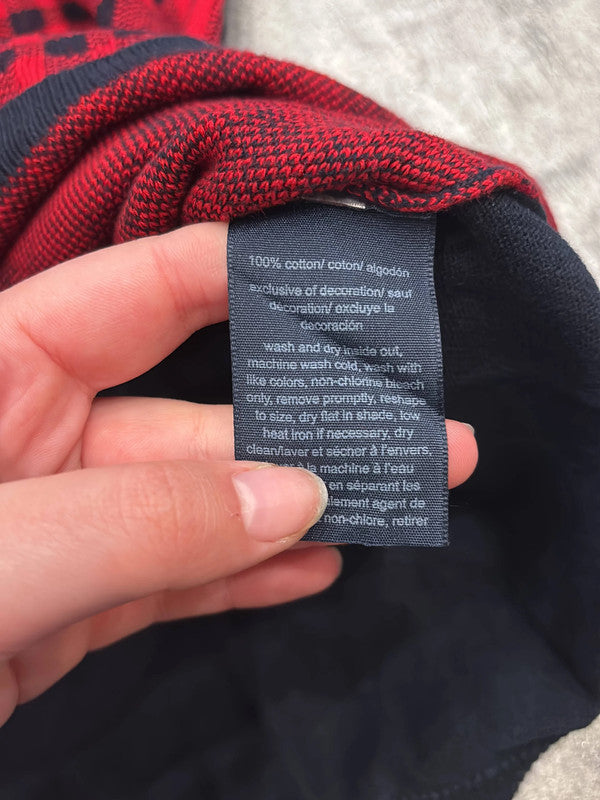 100% cotton/ coton/ algodón
exclusive of decoration/ sauf
décoration/ excluye la
decoración
wash and dry inside out,
machine wash cold, wash with
like colors, non-chlorine bleach
only, remove promptly, reshape
to size, dry flat in shade, low
heat iron if necessary, dry
clean/laver et sécher à l'envers,
à la machine à l'eau
en séparant les
agent de
non-chlore, retirer